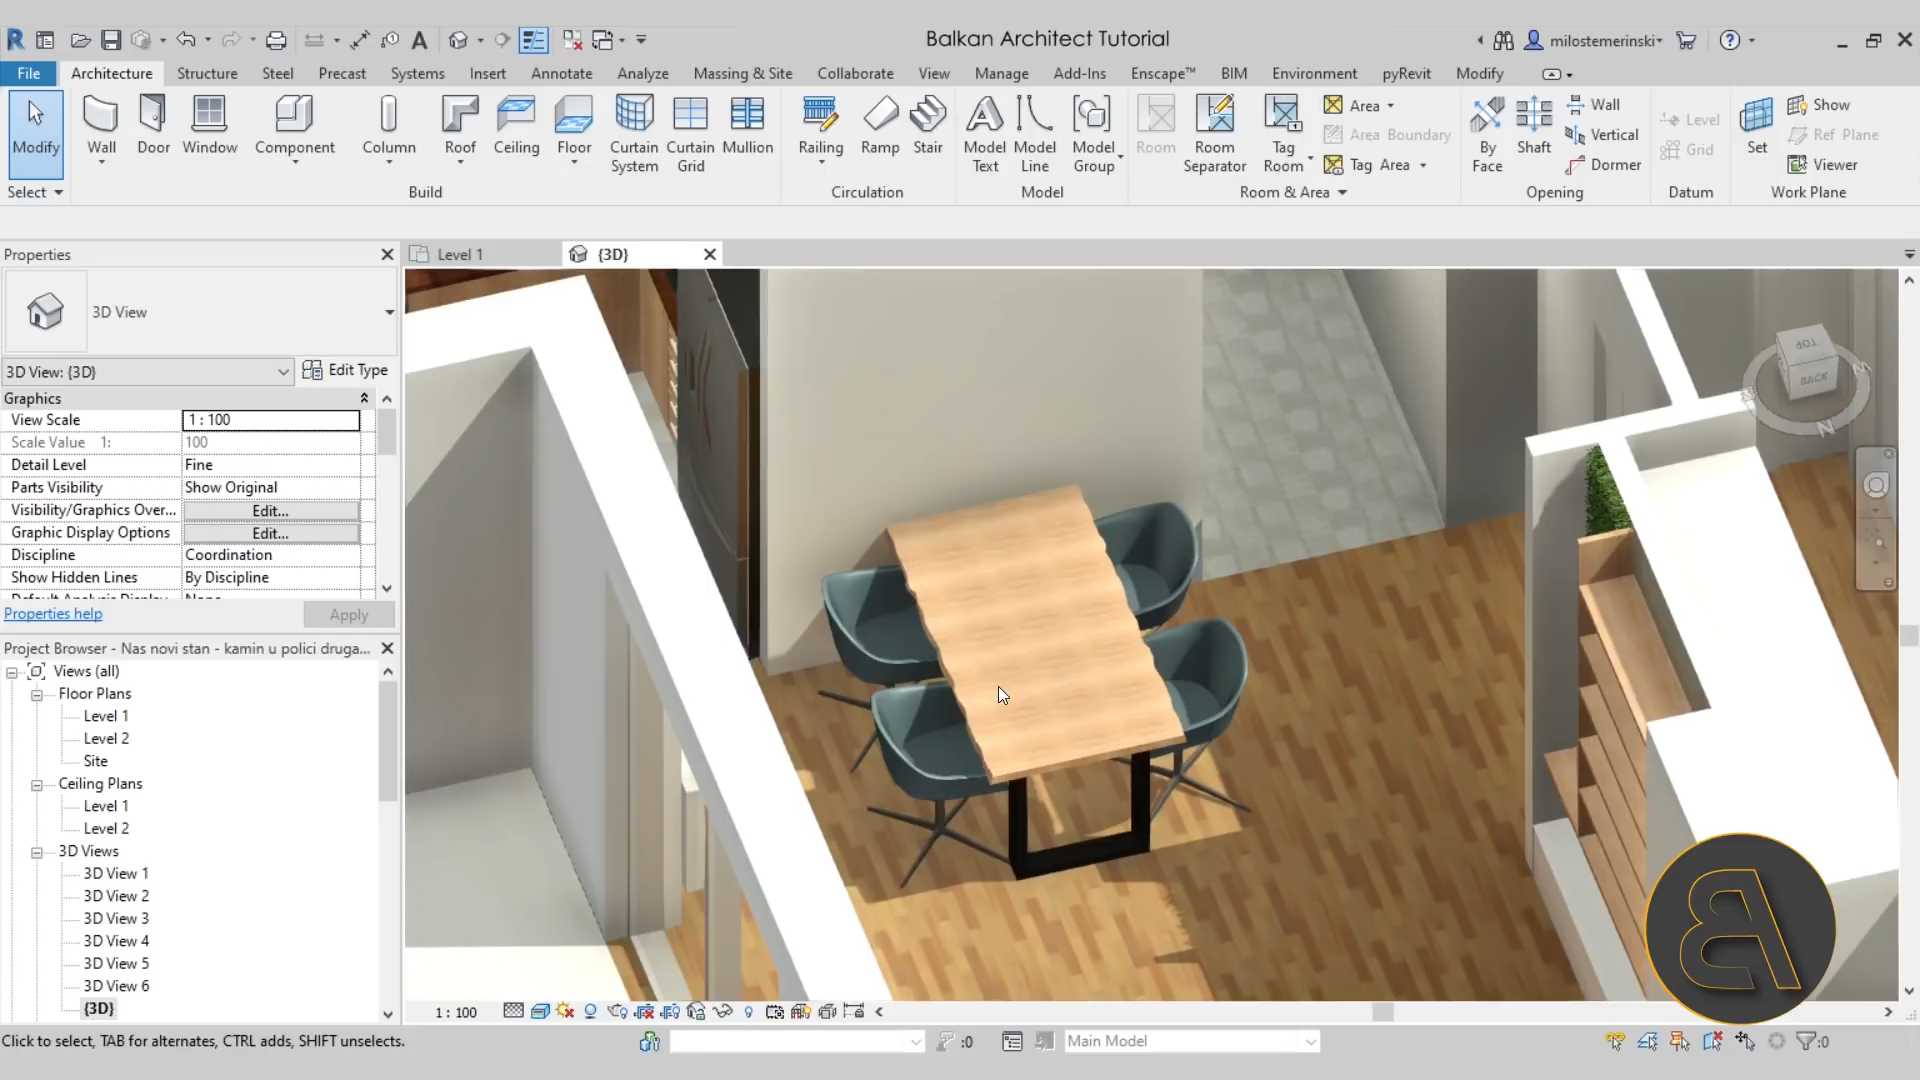 Balkan Architect Tutorial
milostemerinski
File Architecture Structure Steel Precast Systems Insert Annotate Analyze Massing & Site Collaborate View Manage Add-Ins Enscape™ BIM Environment pyRevit Modify
Modify
Wall
Door
Window
Component
Column
Roof
Ceiling
Floor
Curtain System
Curtain Grid
Mullion
Railing
Ramp
Stair
Model Text
Model Line
Model Group
Room
Room Separator
Tag Room
Area
Area Boundary
Tag Area
By Face
Shaft
Wall
Vertical
Dormer
Level
Grid
Set
Show
Ref Plane
Viewer
Select
Build
Circulation
Model
Room & Area
Opening
Datum
Work Plane
Properties
3D View
3D View: {3D}
Edit Type
Graphics
View Scale 1 : 100
Scale Value 1: 100
Detail Level Fine
Parts Visibility Show Original
Visibility/Graphics Over... Edit...
Graphic Display Options Edit...
Discipline Coordination
Show Hidden Lines By Discipline
Properties help
Apply
Project Browser - Nas novi stan - kamin u polici druga...
Views (all)
Floor Plans
Level 1
Level 2
Site
Ceiling Plans
Level 1
Level 2
3D Views
3D View 1
3D View 2
3D View 3
3D View 4
3D View 5
3D View 6
{3D}
Level 1
{3D}
TOP
BACK
N
1 : 100
Click to select, TAB for alternates, CTRL adds, SHIFT unselects.
:0
Main Model
:0